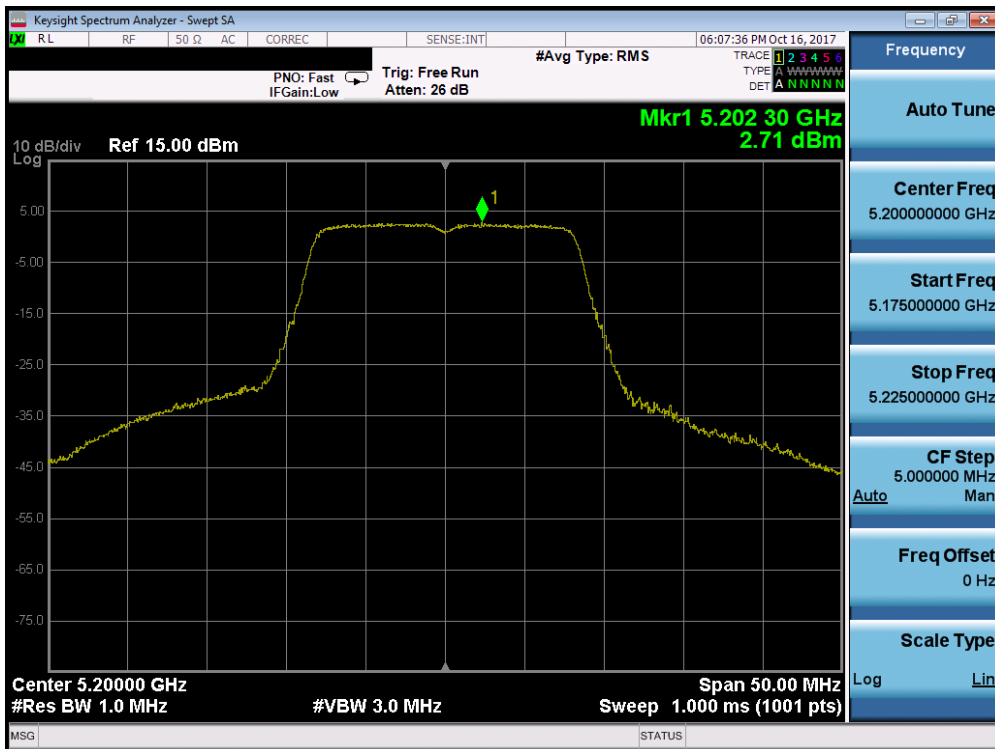 Keysight Spectrum Analyzer - Swept SA
LXI RL RF 50 Ω AC CORREC SENSE:INT 06:07:36 PM Oct 16, 2017
#Avg Type: RMS TRACE 1 2 3 4 5 6
PNO: Fast Trig: Free Run TYPE A WWWWW
IFGain:Low Atten: 26 dB DET A N N N N N
Mkr1 5.202 30 GHz
2.71 dBm
10 dB/div Ref 15.00 dBm
Log
1
5.00
-5.00
-15.0
-25.0
-35.0
-45.0
-55.0
-65.0
-75.0
Center 5.20000 GHz Span 50.00 MHz
#Res BW 1.0 MHz #VBW 3.0 MHz Sweep 1.000 ms (1001 pts)
MSG STATUS
Frequency
Auto Tune
Center Freq
5.200000000 GHz
Start Freq
5.175000000 GHz
Stop Freq
5.225000000 GHz
CF Step
5.000000 MHz
Auto Man
Freq Offset
0 Hz
Scale Type
Log Lin